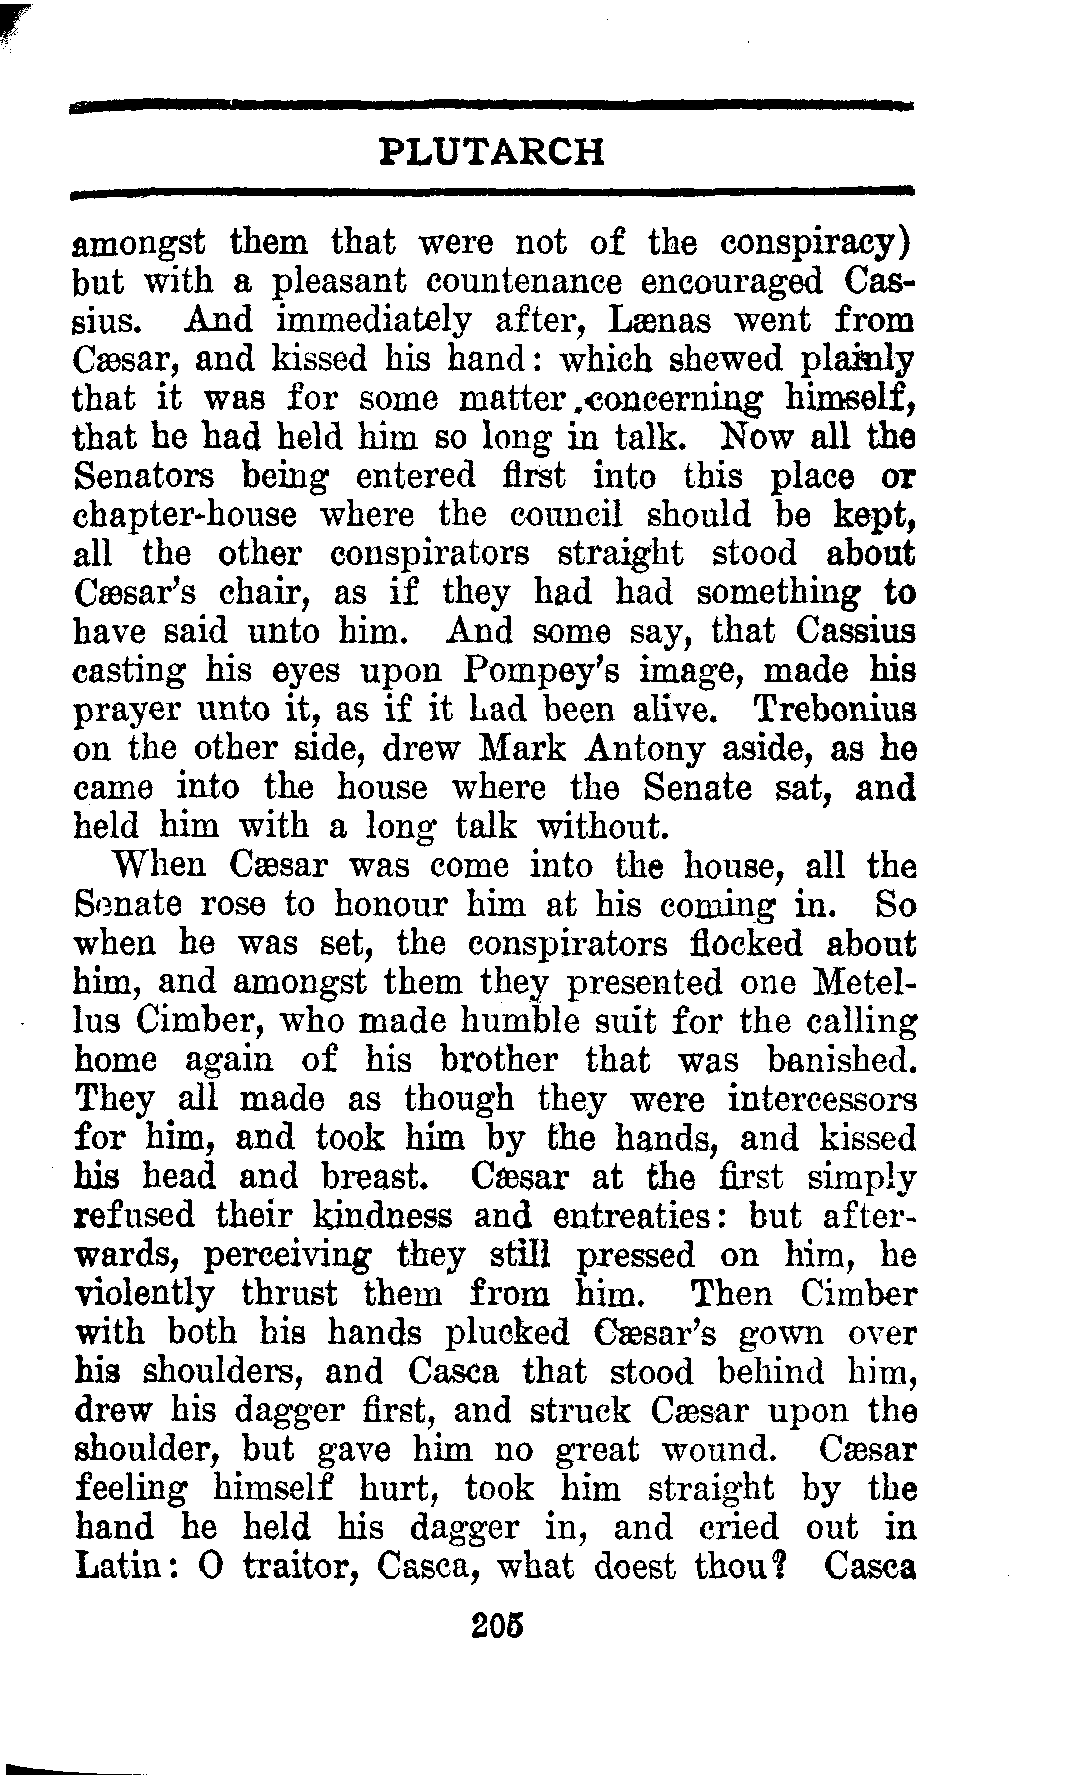 PLUTARCH
amongst them that were not of the conspiracy)
but with a pleasant countenance encouraged Cas-
sius. And immediately after, Lænas went from
Cæsar, and kissed his hand: which shewed plainly
that it was for some matter concerning himself,
that he had held him so long in talk. Now all the
Senators being entered first into this place or
chapter-house where the council should be kept,
all the other conspirators straight stood about
Cæsar's chair, as if they had had something to
have said unto him. And some say, that Cassius
casting his eyes upon Pompey's image, made his
prayer unto it, as if it had been alive. Trebonius
on the other side, drew Mark Antony aside, as he
came into the house where the Senate sat, and
held him with a long talk without.
When Cæsar was come into the house, all the
Senate rose to honour him at his coming in. So
when he was set, the conspirators flocked about
him, and amongst them they presented one Metel-
lus Cimber, who made humble suit for the calling
home again of his brother that was banished.
They all made as though they were intercessors
for him, and took him by the hands, and kissed
his head and breast. Cæsar at the first simply
refused their kindness and entreaties: but after-
wards, perceiving they still pressed on him, he
violently thrust them from him. Then Cimber
with both his hands plucked Cæsar's gown over
his shoulders, and Casca that stood behind him,
drew his dagger first, and struck Cæsar upon the
shoulder, but gave him no great wound. Cæsar
feeling himself hurt, took him straight by the
hand he held his dagger in, and cried out in
Latin: O traitor, Casca, what doest thou? Casca
205